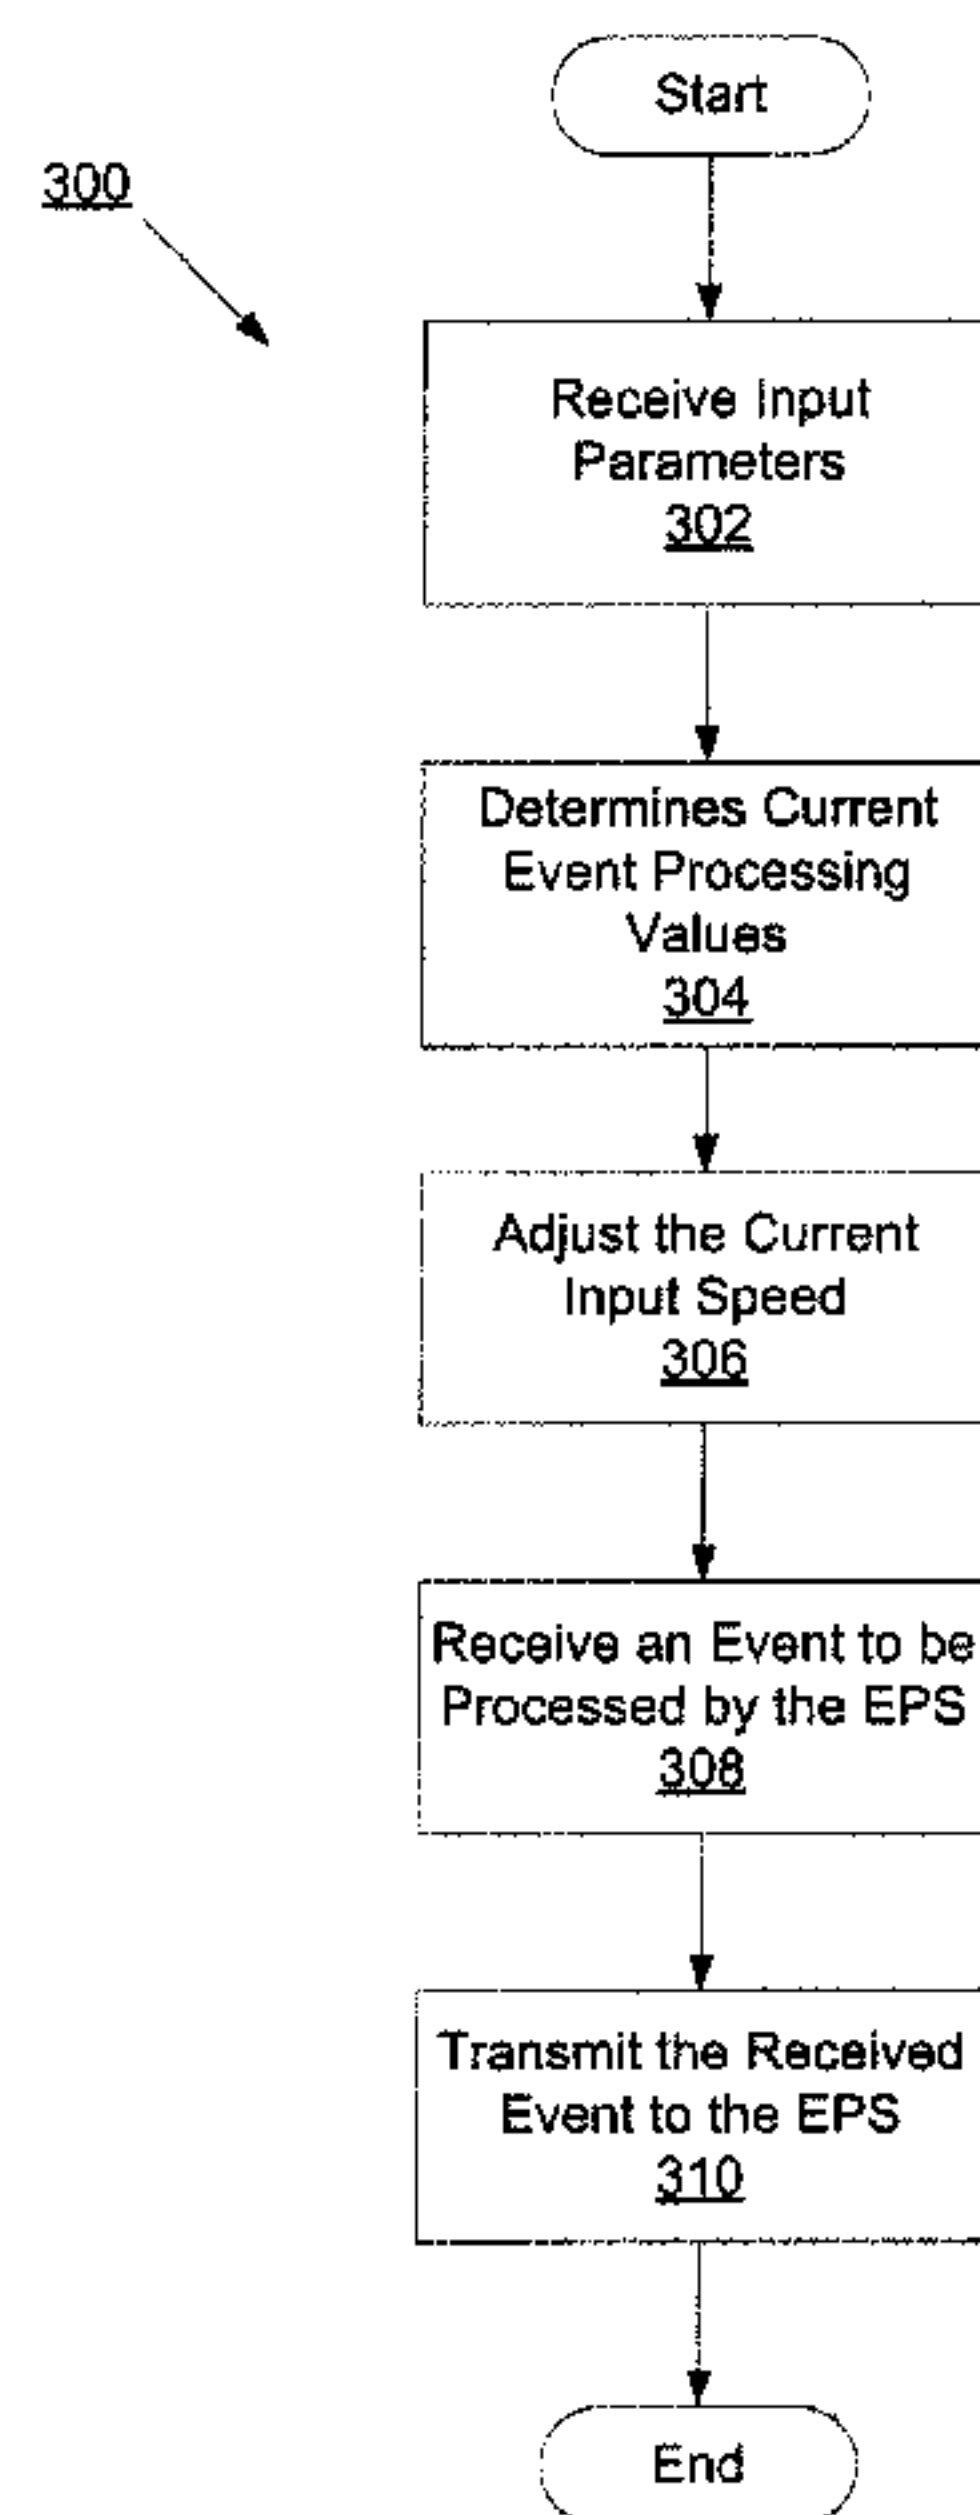 Start
300
Receive Input
Parameters
302
Determines Current
Event Processing
Values
304
Adjust the Current
Input Speed
306
Receive an Event to be
Processed by the EPS
308
Transmit the Received
Event to the EPS
310
End